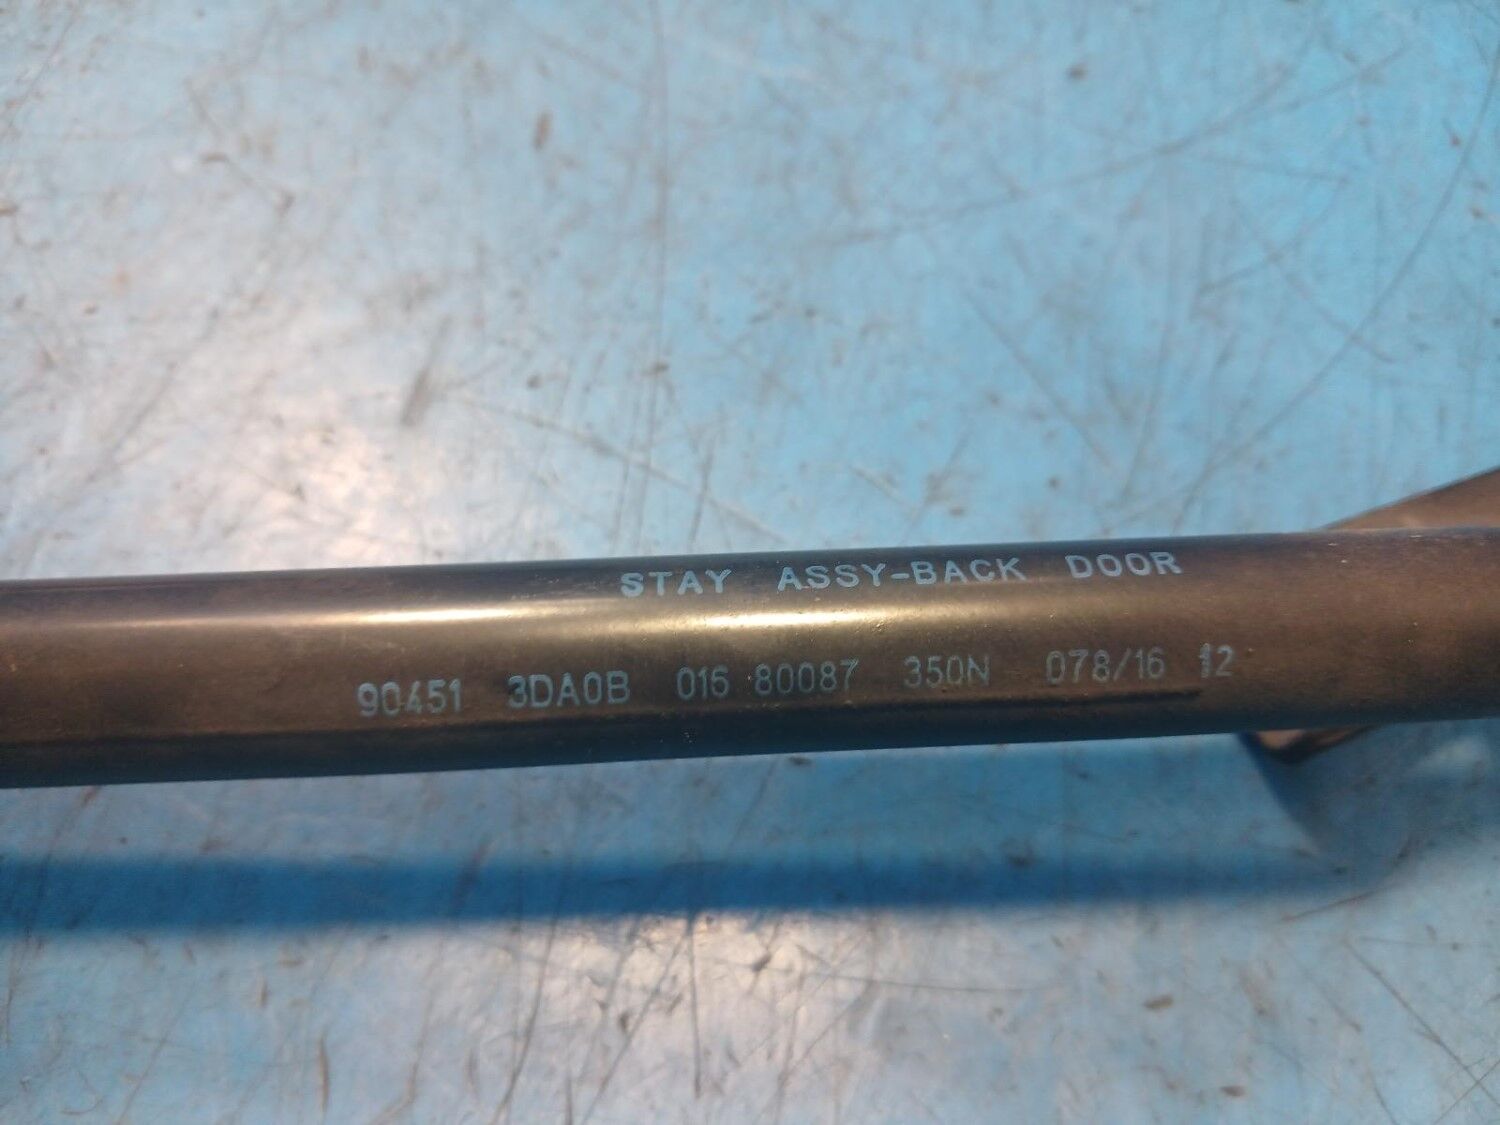 STAY ASSY-BACK DOOR
90451 3DA0B 016 80087 350N 078/16 12